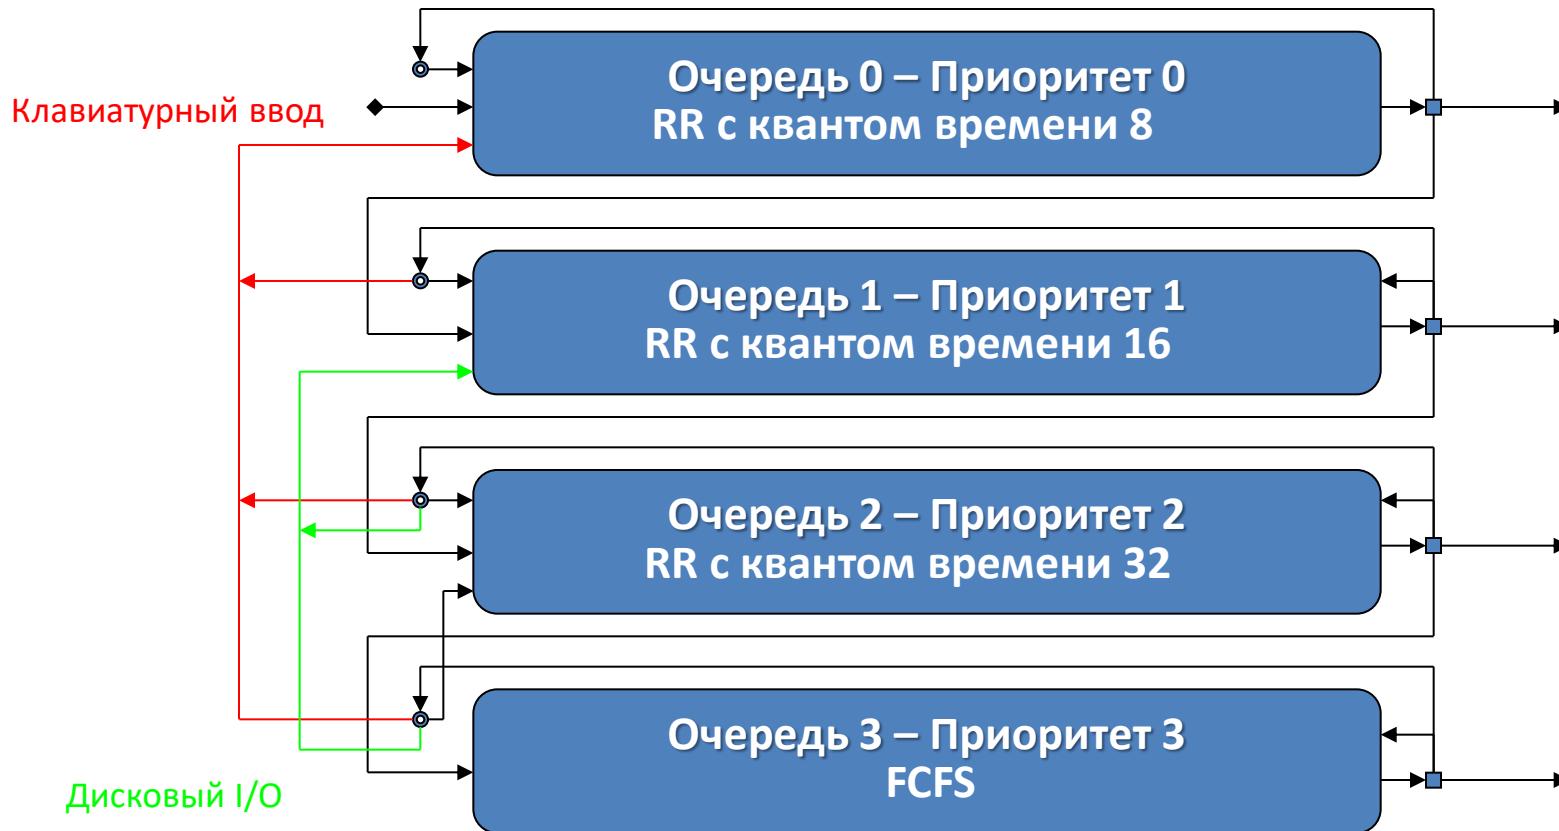 Очередь 0 – Приоритет 0
RR с квантом времени 8
Клавиатурный ввод
Очередь 1 – Приоритет 1
RR с квантом времени 16
Очередь 2 – Приоритет 2
RR с квантом времени 32
Очередь 3 – Приоритет 3
FCFS
Дисковый I/O